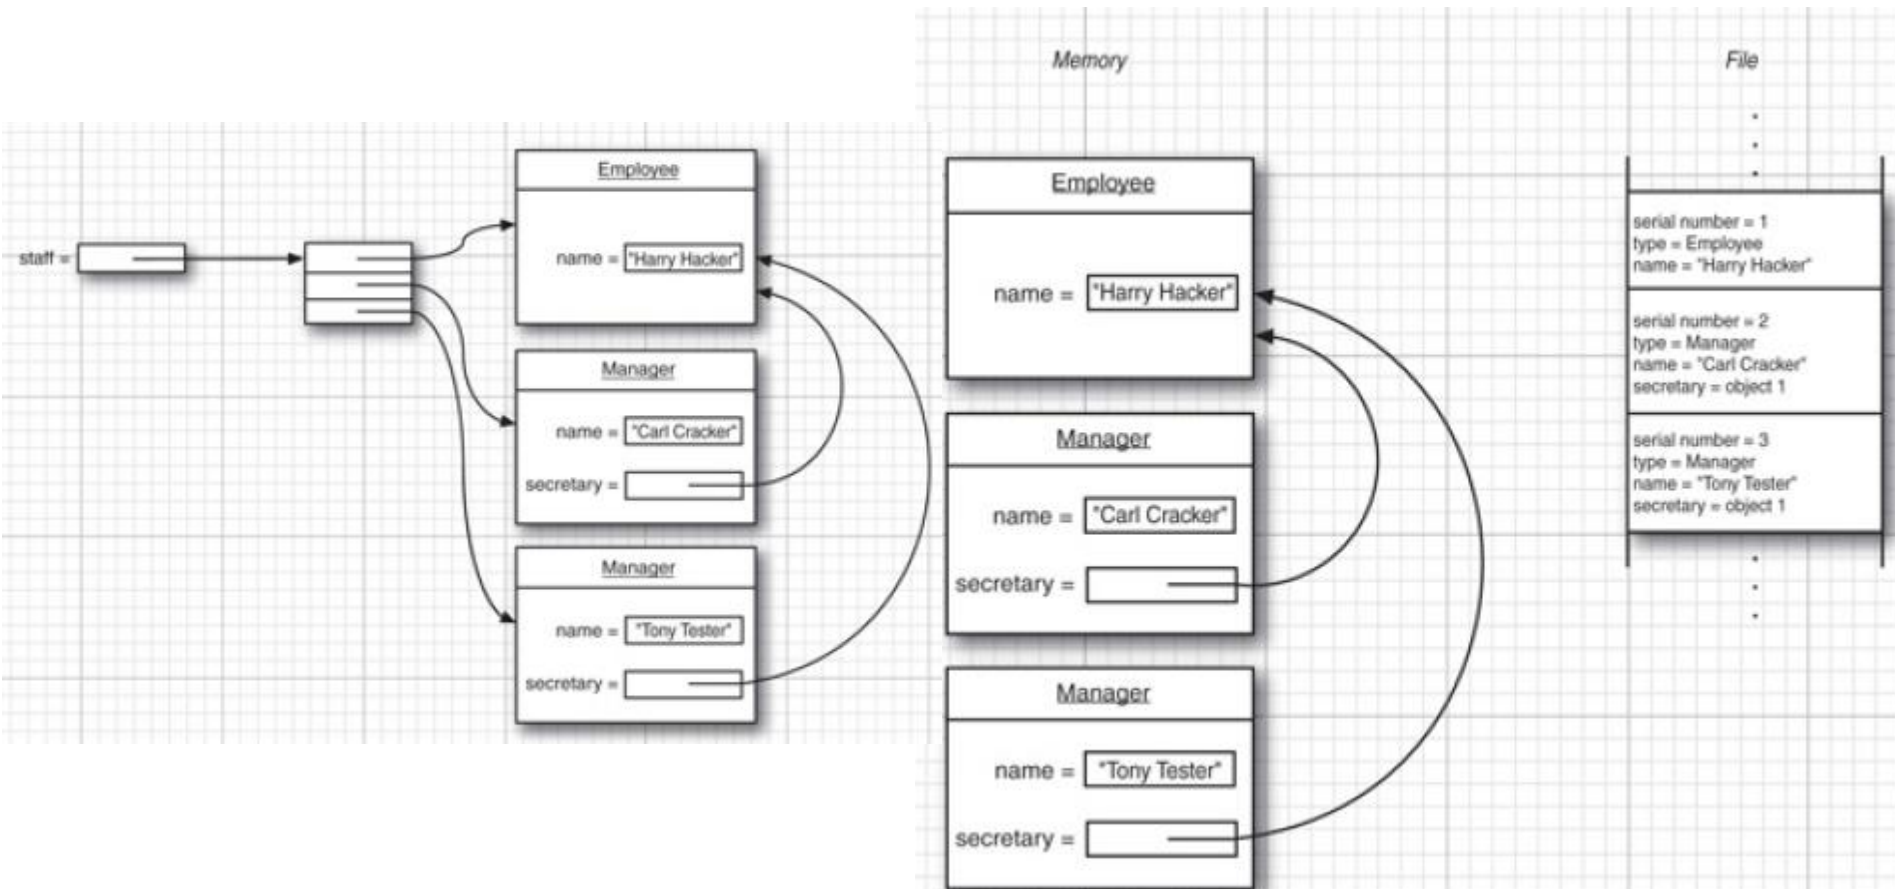 staff =
Employee
name = "Harry Hacker"
Manager
name = "Carl Cracker"
secretary =
Manager
name = "Tony Tester"
secretary =
Memory
Employee
name = "Harry Hacker"
Manager
name = "Carl Cracker"
secretary =
Manager
name = "Tony Tester"
secretary =
File
serial number = 1
type = Employee
name = "Harry Hacker"
serial number = 2
type = Manager
name = "Carl Cracker"
secretary = object 1
serial number = 3
type = Manager
name = "Tony Tester"
secretary = object 1